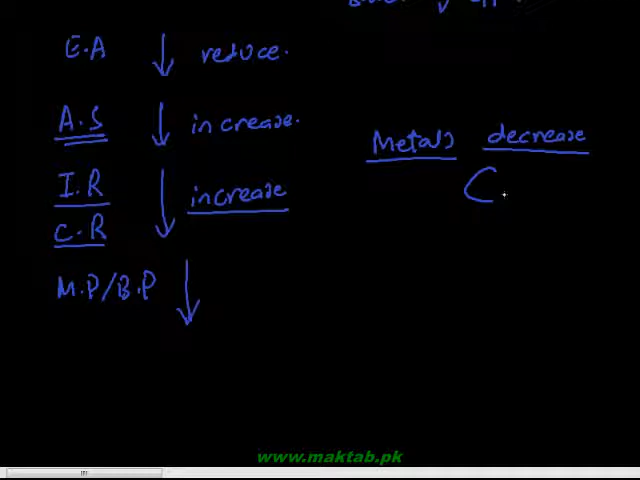 E.A ↓ reduce.
A.S ↓ increase.
I.R ↓ increase
C.R
M.P/B.P ↓
Metals decrease
C
www.maktab.pk